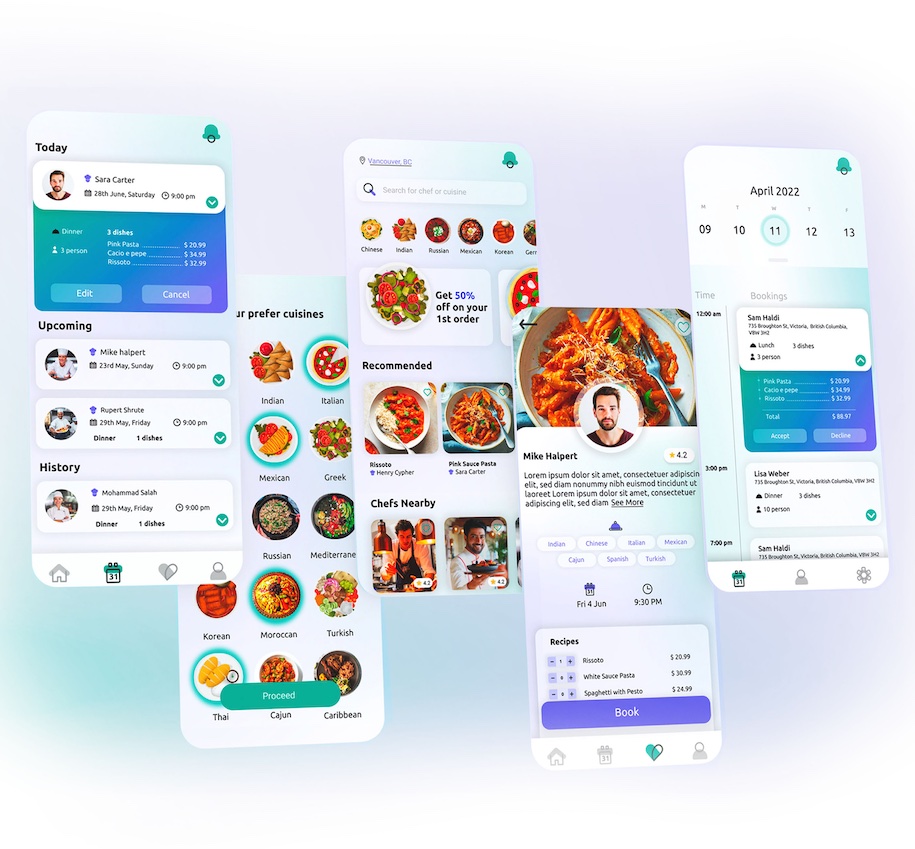 Today
Sara Carter
28th June, Saturday 9:00 pm
Dinner 3 dishes
3 person
Pink Pasta $ 20.99
Cacio e pepe $ 34.99
Rissoto $ 32.99
Edit Cancel
Upcoming
Mike halpert
23rd May, Sunday 9:00 pm
Rupert Shrute
29th May, Friday 9:00 pm
Dinner 1 dishes
History
Mohammad Salah
29th May, Friday 9:00 pm
Dinner 1 dishes
31
ur prefer cuisines
Indian Italian
Mexican Greek
Russian Mediterrane
Korean Moroccan Turkish
Proceed
Thai Cajun Caribbean
Vancouver, BC
Search for chef or cuisine
Chinese Indian Russian Mexican Korean Ger
Get 50%
off on your
1st order
Recommended
Rissoto
Henry Cypher
Pink Sauce Pasta
Sara Carter
Chefs Nearby
4.2 4.2
Mike Halpert 4.2
Lorem ipsum dolor sit amet, consectetuer adipiscin
elit, sed diam nonummy nibh euismod tincidunt ut
laoreet Lorem ipsum dolor sit amet, consectetuer
adipiscing elit, sed diam See More
Indian Chinese Italian Mexican
Cajun Spanish Turkish
31
Fri 4 Jun 9:30 PM
Recipes
- 1 + Rissoto $ 20.99
- 0 + White Sauce Pasta $ 30.99
- 0 + Spaghetti with Pesto $ 24.99
Book
31
April 2022
M T W T F
09 10 11 12 13
Time Bookings
12:00 am
Sam Haldi
735 Broughton St, Victoria, British Columbia,
V8W 3H2
Lunch 3 dishes
3 person
Pink Pasta $ 20.99
Cacio e pepe $ 34.99
Rissoto $ 32.99
Total $ 88.97
Accept Decline
3:00 pm
Lisa Weber
735 Broughton St, Victoria, British Columbia, V8W 3H2
Dinner 3 dishes
10 person
7:00 pm
Sam Haldi
735 Broughton St, Victoria, British Columbia, V8W 3H2
31